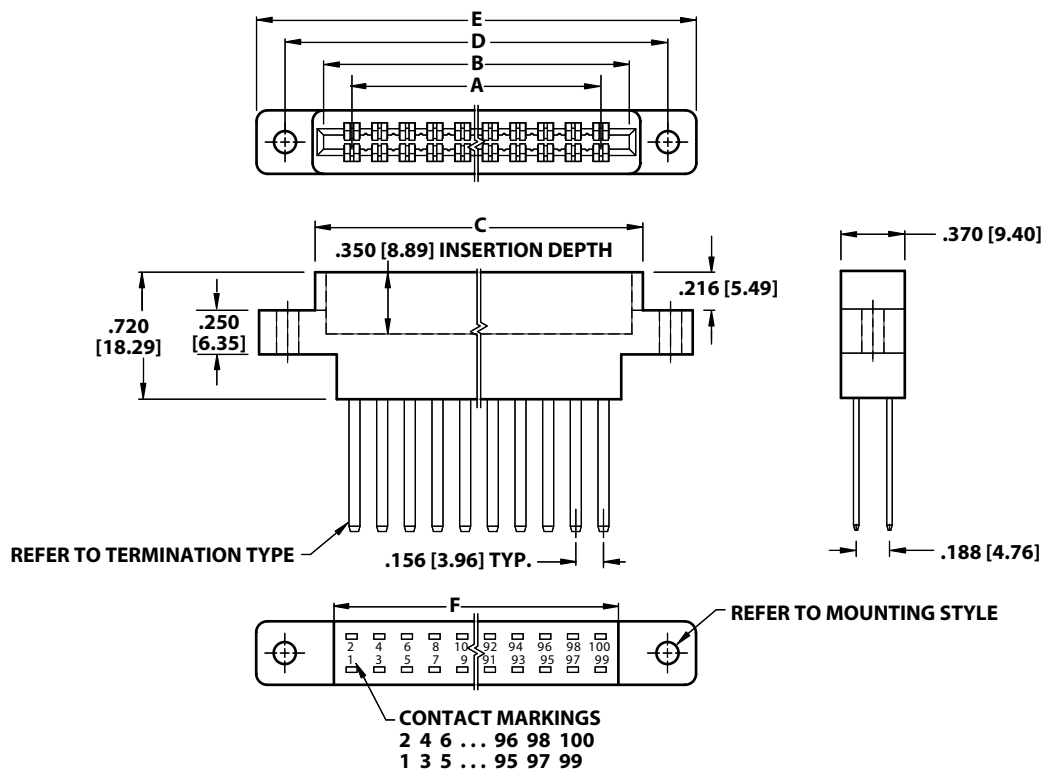 E
D
B
A
C
.350 [8.89] INSERTION DEPTH
.370 [9.40]
.216 [5.49]
.720
[18.29]
.250
[6.35]
REFER TO TERMINATION TYPE
.156 [3.96] TYP.
.188 [4.76]
F
REFER TO MOUNTING STYLE
2 4 6 8 10 92 94 96 98 100
1 3 5 7 9 91 93 95 97 99
CONTACT MARKINGS
2 4 6 ... 96 98 100
1 3 5 ... 95 97 99